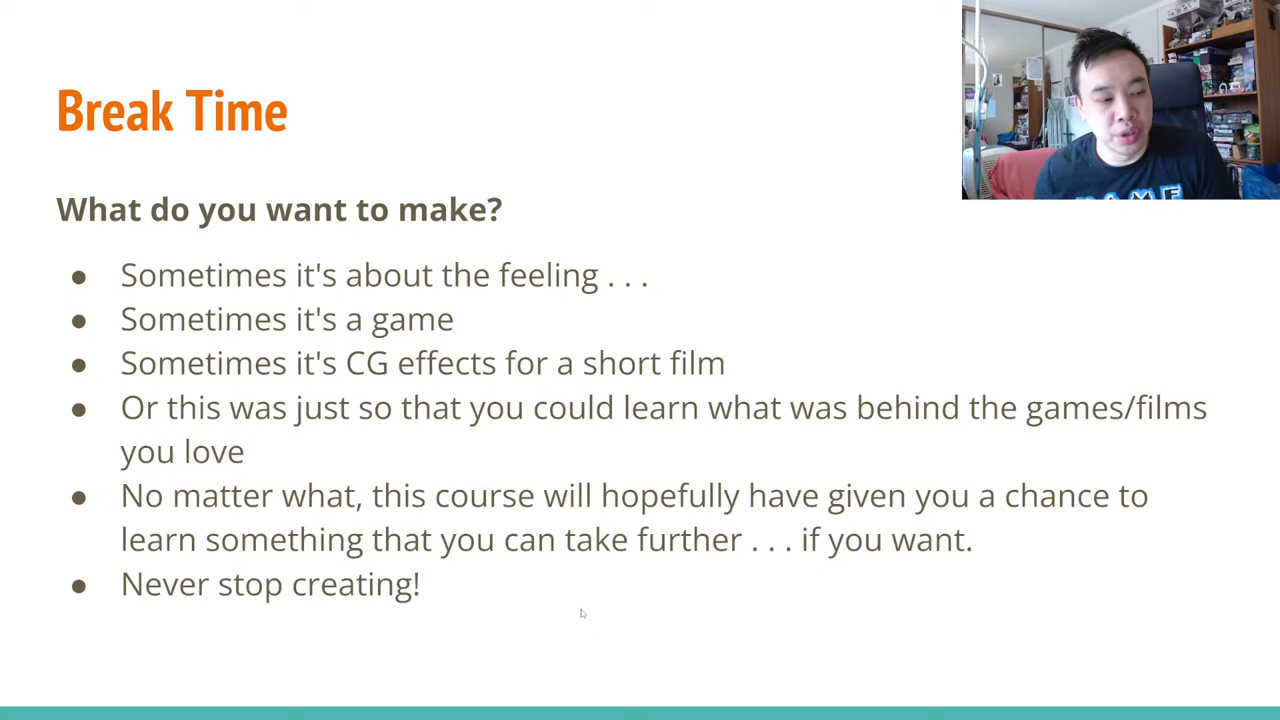 Break Time
What do you want to make?
● Sometimes it's about the feeling . . .
● Sometimes it's a game
● Sometimes it's CG effects for a short film
● Or this was just so that you could learn what was behind the games/films
you love
● No matter what, this course will hopefully have given you a chance to
learn something that you can take further . . . if you want.
● Never stop creating!